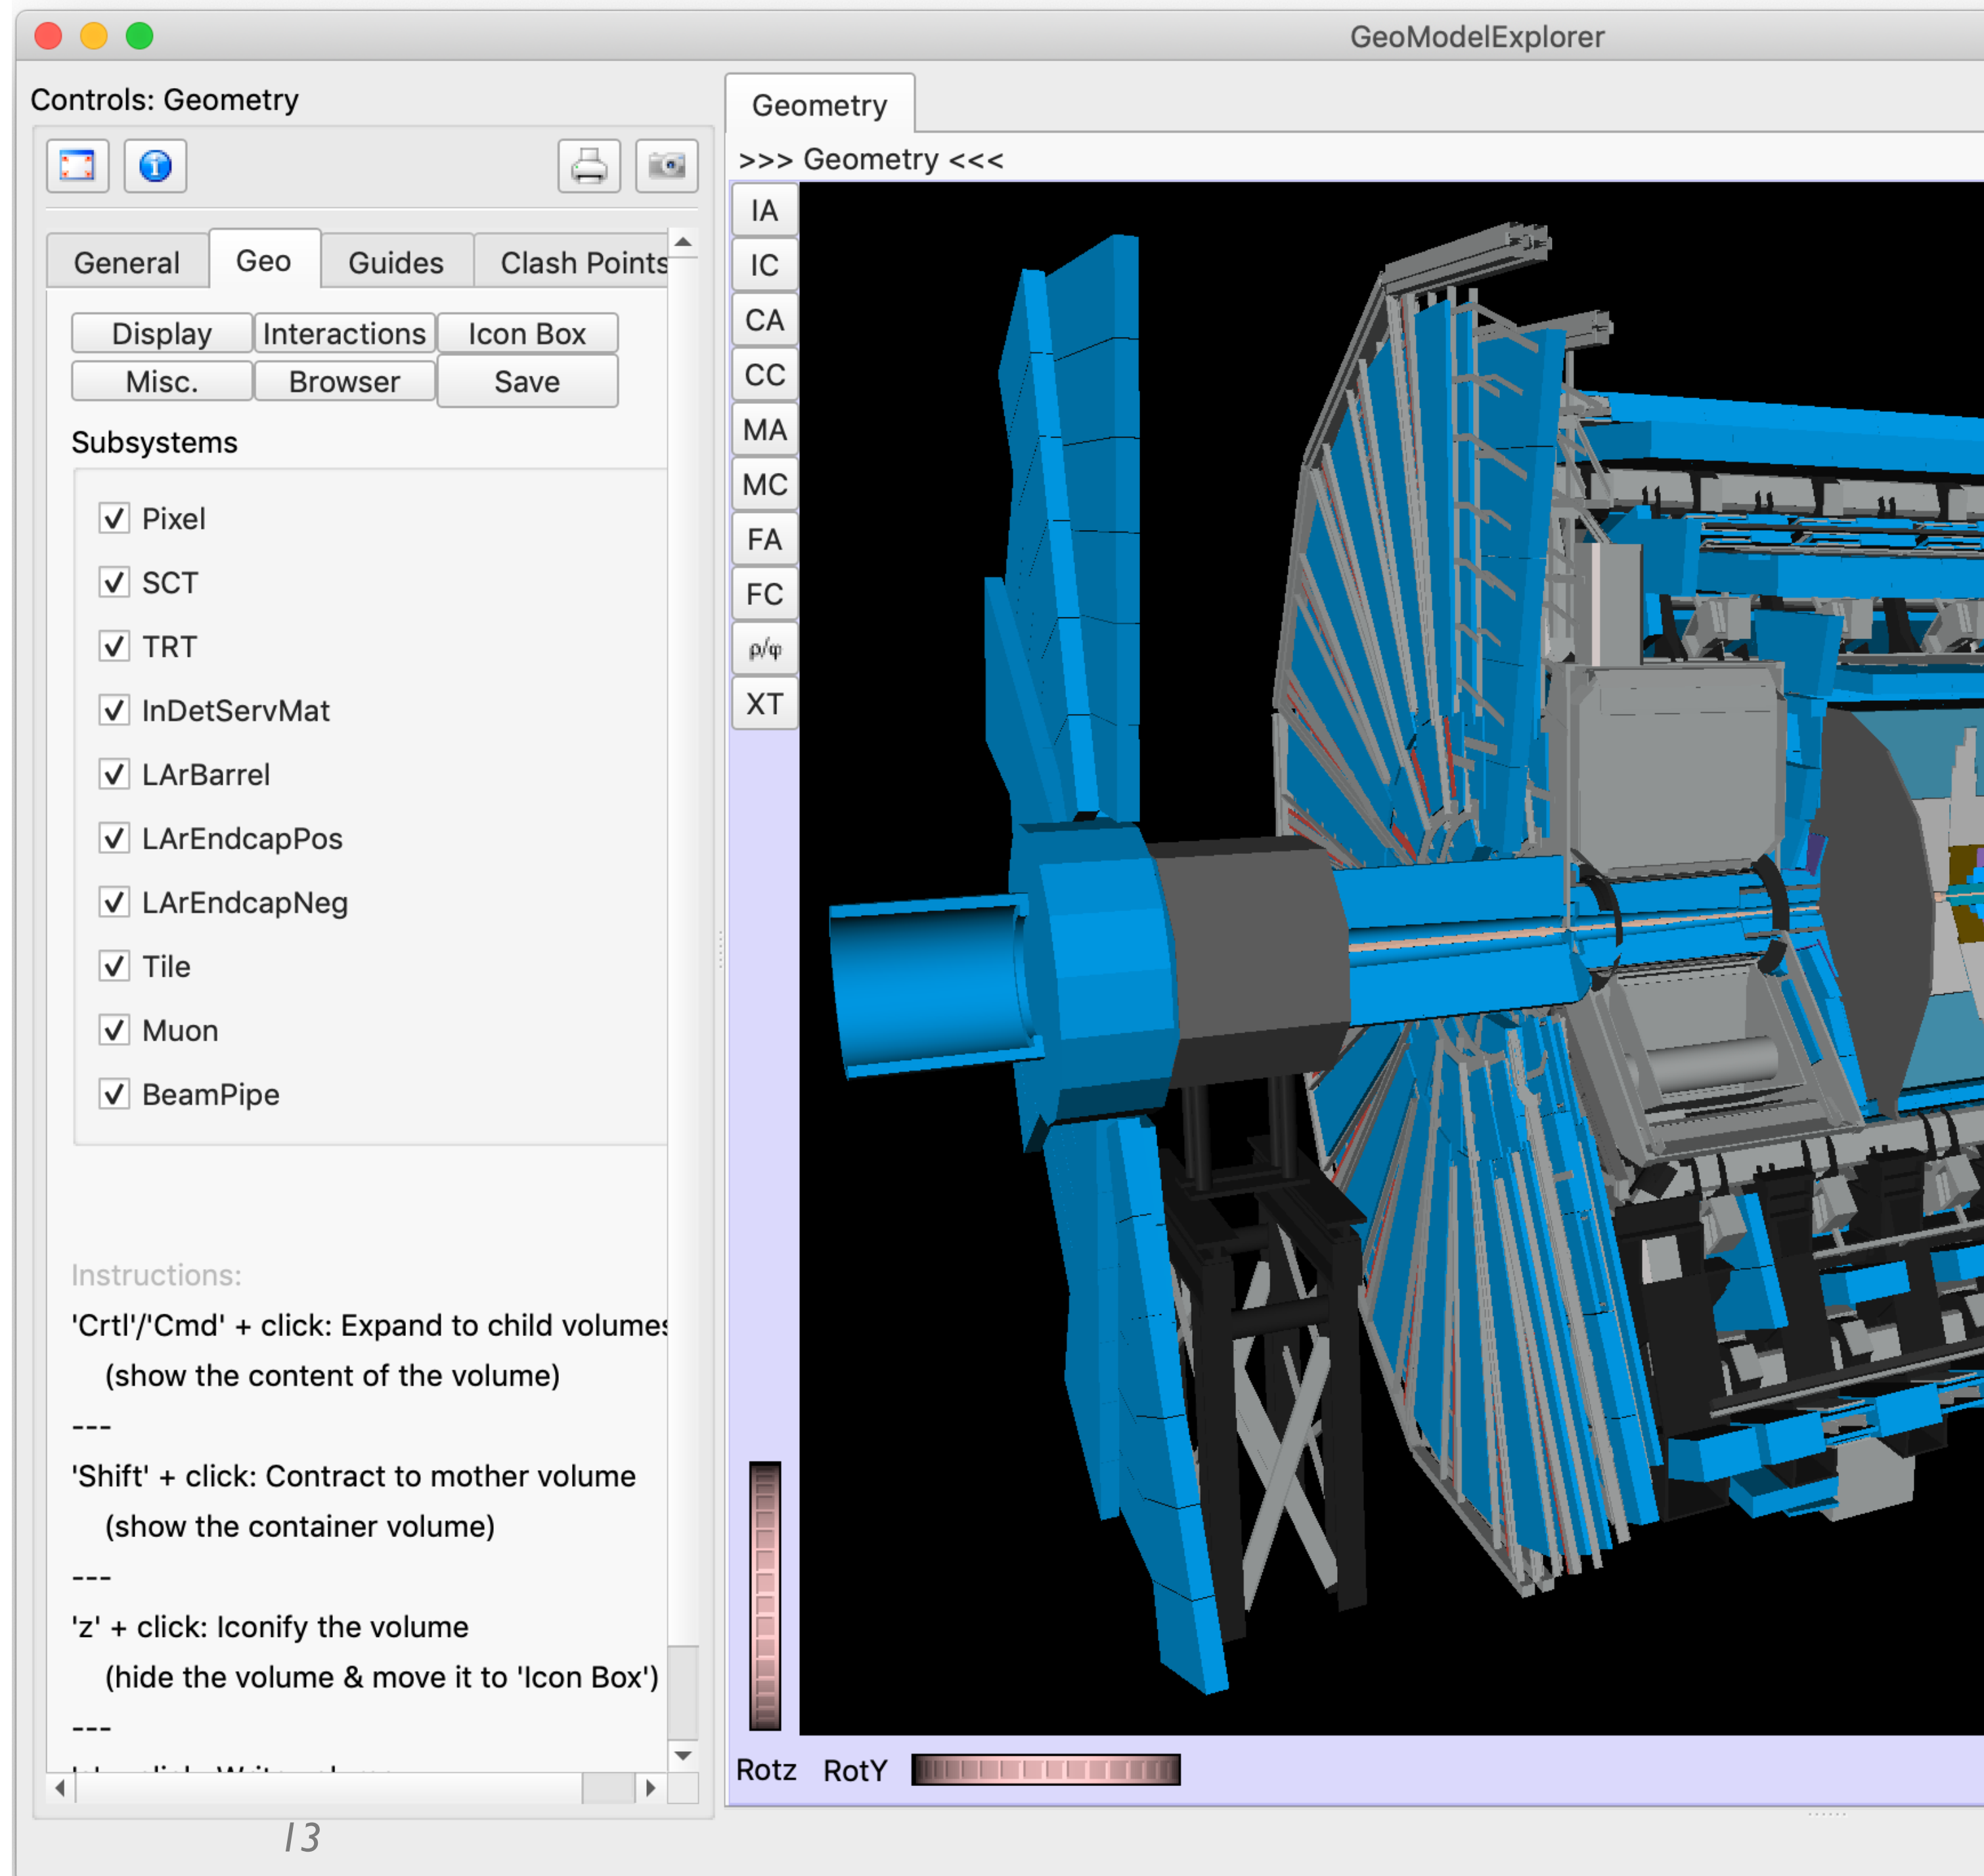 GeoModelExplorer
Controls: Geometry
General Geo Guides Clash Points
Display Interactions Icon Box
Misc. Browser Save
Subsystems
Pixel
SCT
TRT
InDetServMat
LArBarrel
LArEndcapPos
LArEndcapNeg
Tile
Muon
BeamPipe
Instructions:
'Crtl'/'Cmd' + click: Expand to child volumes
(show the content of the volume)
---
'Shift' + click: Contract to mother volume
(show the container volume)
---
'z' + click: Iconify the volume
(hide the volume & move it to 'Icon Box')
---
13
Geometry
>>> Geometry <<<
IA
IC
CA
CC
MA
MC
FA
FC
ρ/φ
XT
Rotz RotY